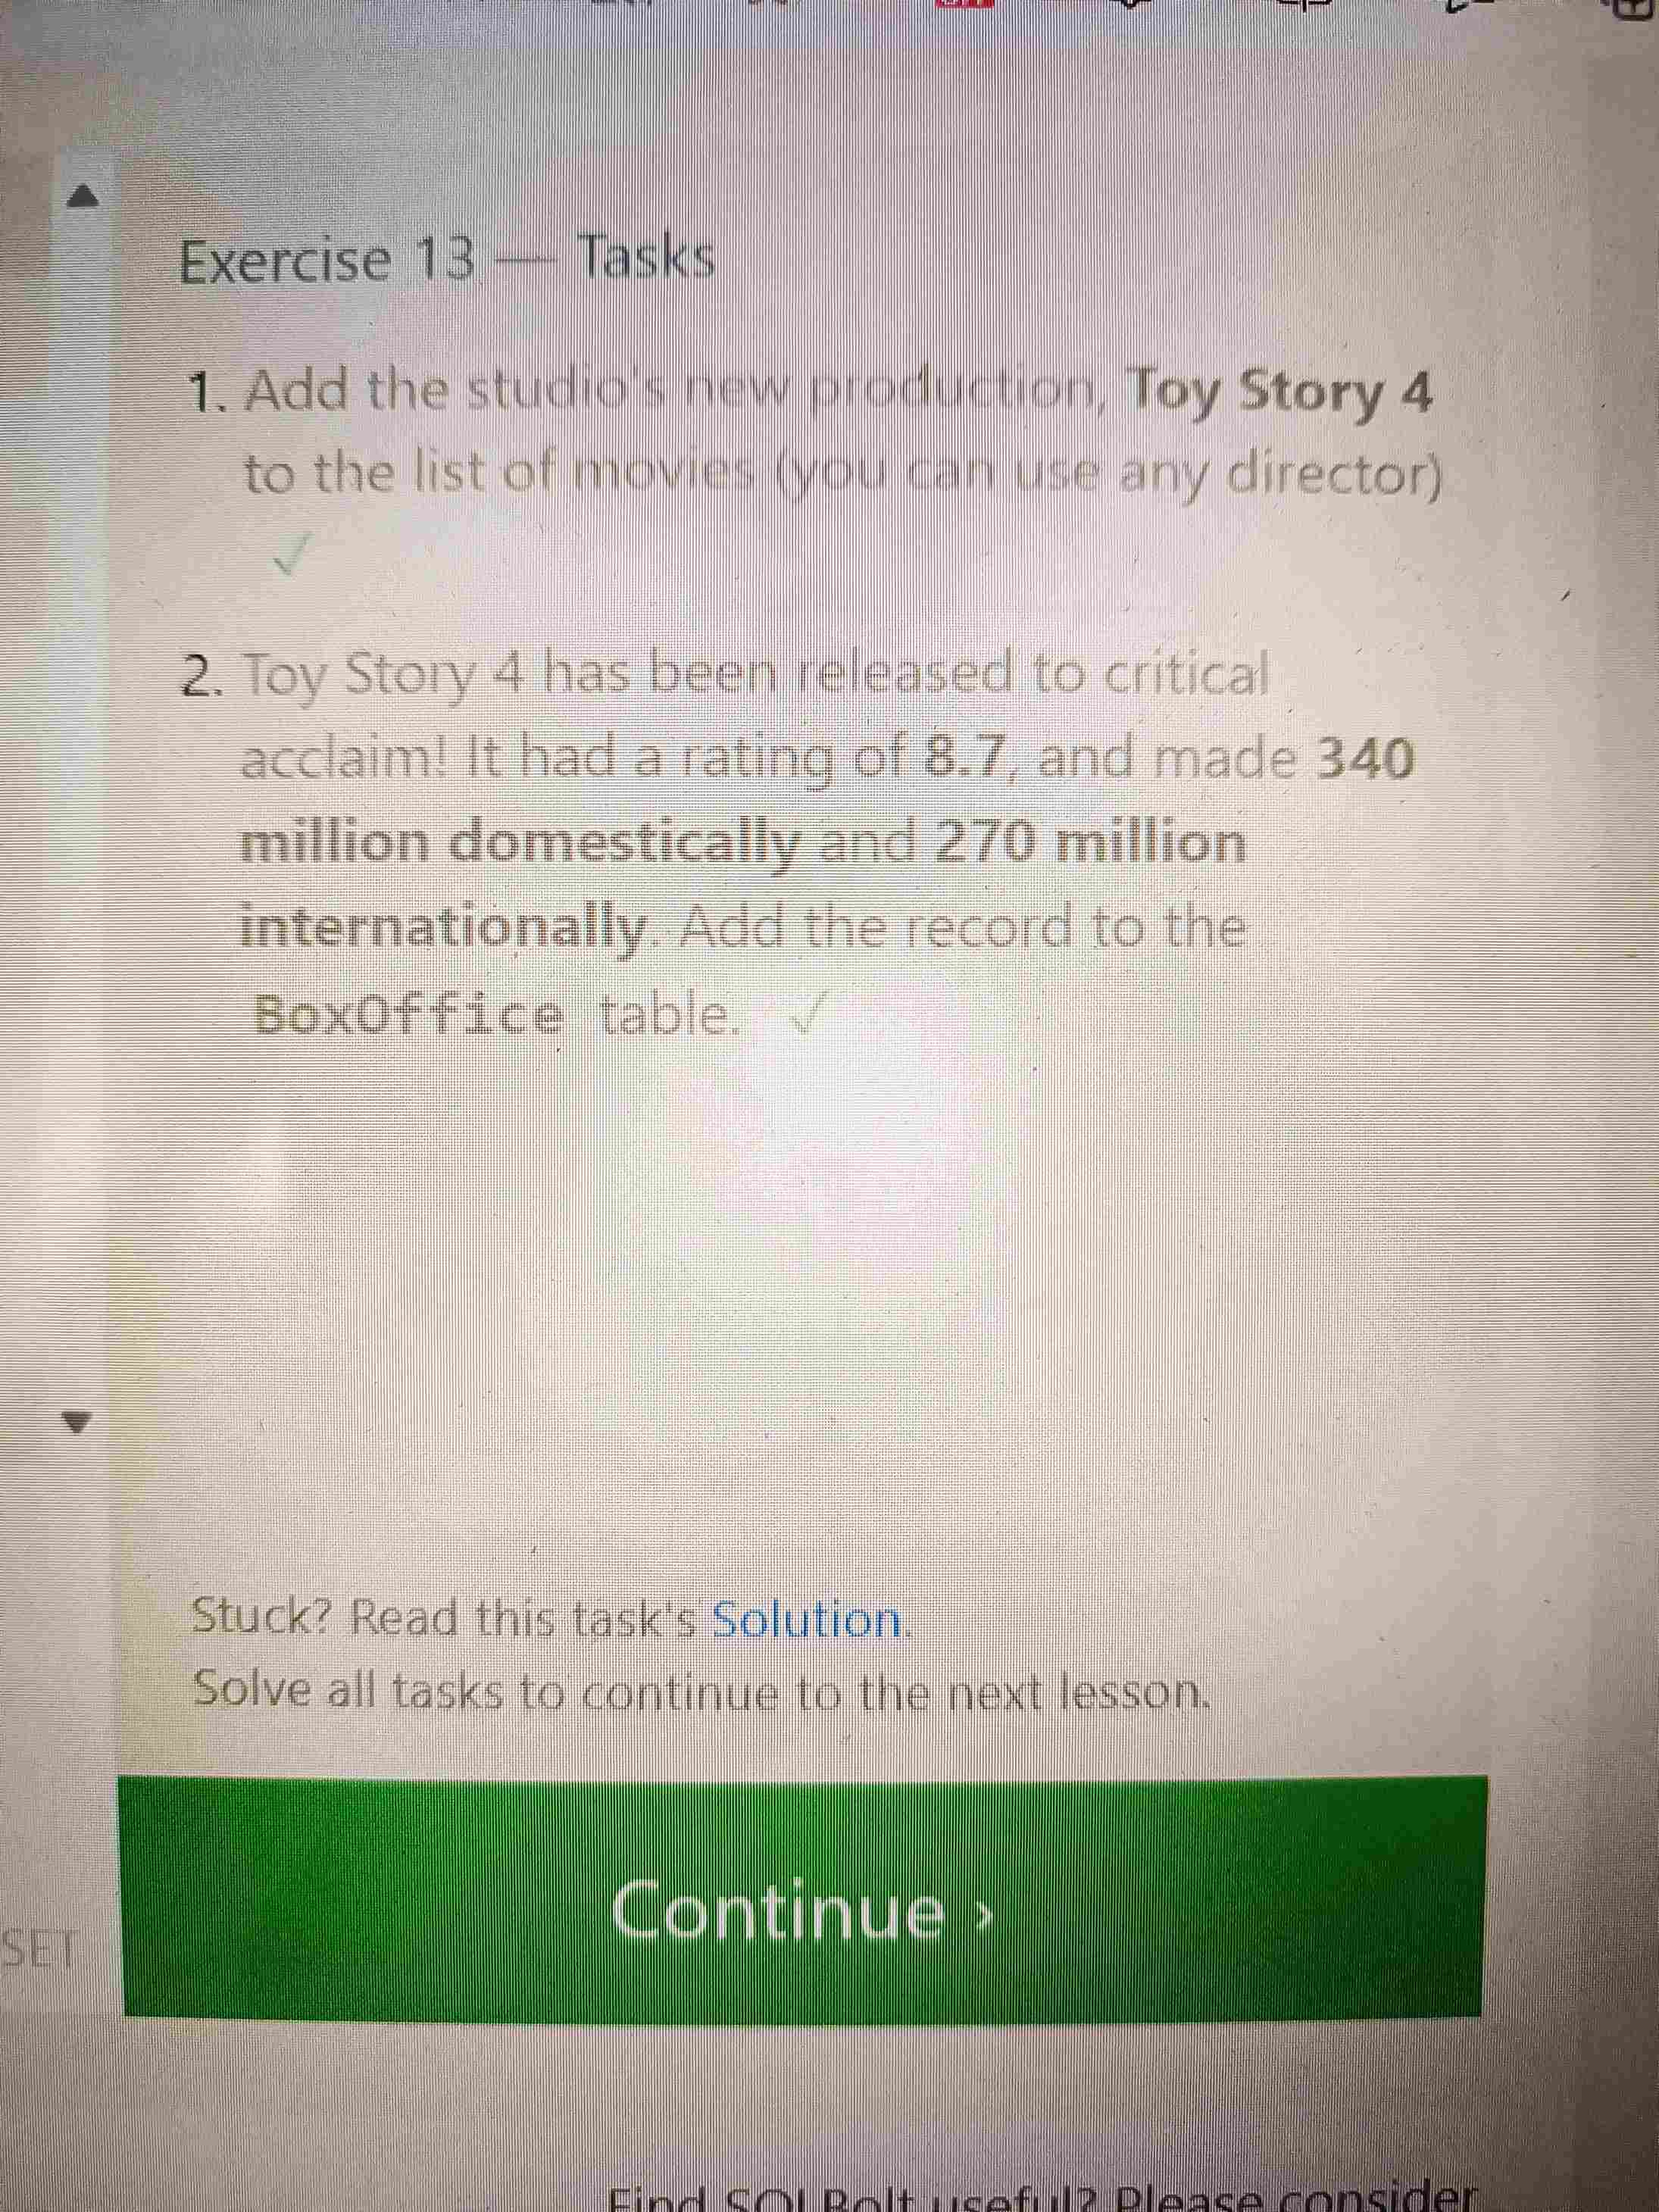 Exercise 13 — Tasks
1. Add the studio's new production, Toy Story 4
to the list of movies (you can use any director)
✓
2. Toy Story 4 has been released to critical
acclaim! It had a rating of 8.7, and made 340
million domestically and 270 million
internationally. Add the record to the
BoxOffice table. ✓
Stuck? Read this task's Solution.
Solve all tasks to continue to the next lesson.
Continue ›
SET
Find SQLBolt useful? Please consider